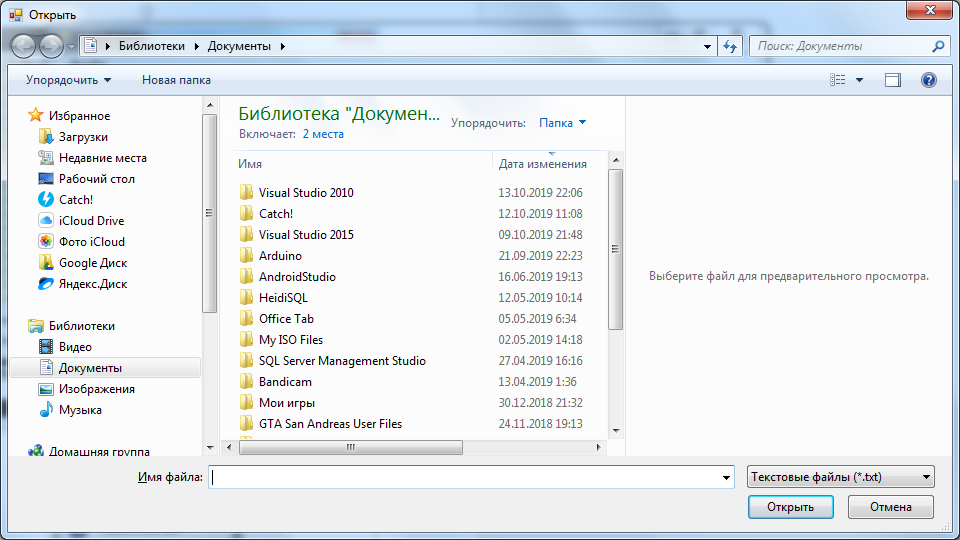 Открыть
Библиотеки Документы
Поиск: Документы
Упорядочить Новая папка
Избранное
Загрузки
Недавние места
Рабочий стол
Catch!
iCloud Drive
Фото iCloud
Google Диск
Яндекс.Диск
Библиотеки
Видео
Документы
Изображения
Музыка
Домашняя группа
Библиотека "Докумен...
Включает: 2 места
Упорядочить: Папка
Имя Дата изменения
Visual Studio 2010 13.10.2019 22:06
Catch! 12.10.2019 11:08
Visual Studio 2015 09.10.2019 21:48
Arduino 21.09.2019 22:23
AndroidStudio 16.06.2019 19:13
HeidiSQL 12.05.2019 10:14
Office Tab 05.05.2019 6:34
My ISO Files 02.05.2019 14:18
SQL Server Management Studio 27.04.2019 16:16
Bandicam 13.04.2019 1:36
Мои игры 30.12.2018 21:32
GTA San Andreas User Files 24.11.2018 19:13
Выберите файл для предварительного просмотра.
Имя файла:
Текстовые файлы (*.txt)
Открыть Отмена